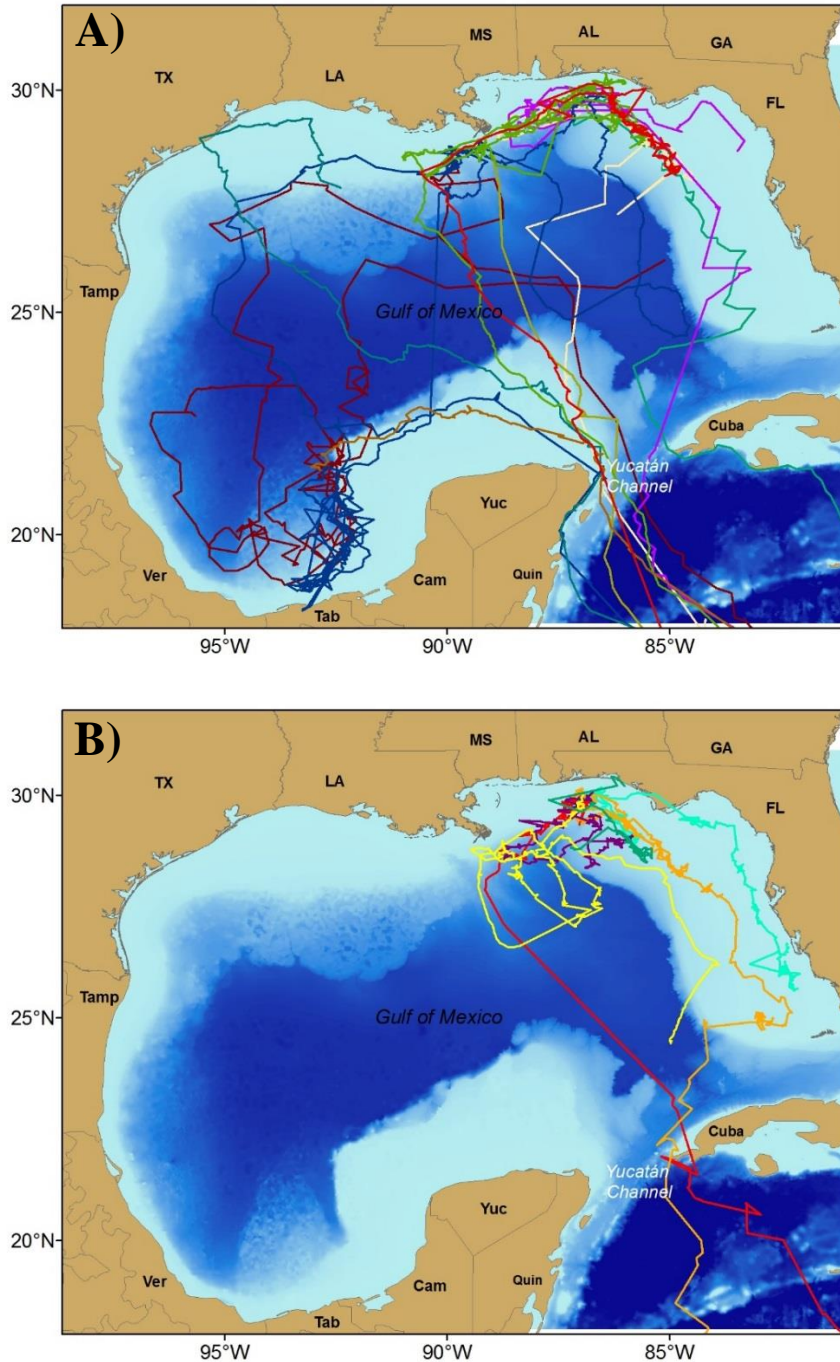 A)
MS
AL
GA
TX
LA
30°N
FL
Tamp
25°N
Gulf of Mexico
Cuba
Yucatán
Channel
Yuc
20°N
Ver
Cam
Quin
Tab
95°W
90°W
85°W
B)
MS
AL
GA
TX
LA
30°N
FL
Tamp
25°N
Gulf of Mexico
Cuba
Yucatán
Channel
Yuc
20°N
Ver
Cam
Quin
Tab
95°W
90°W
85°W